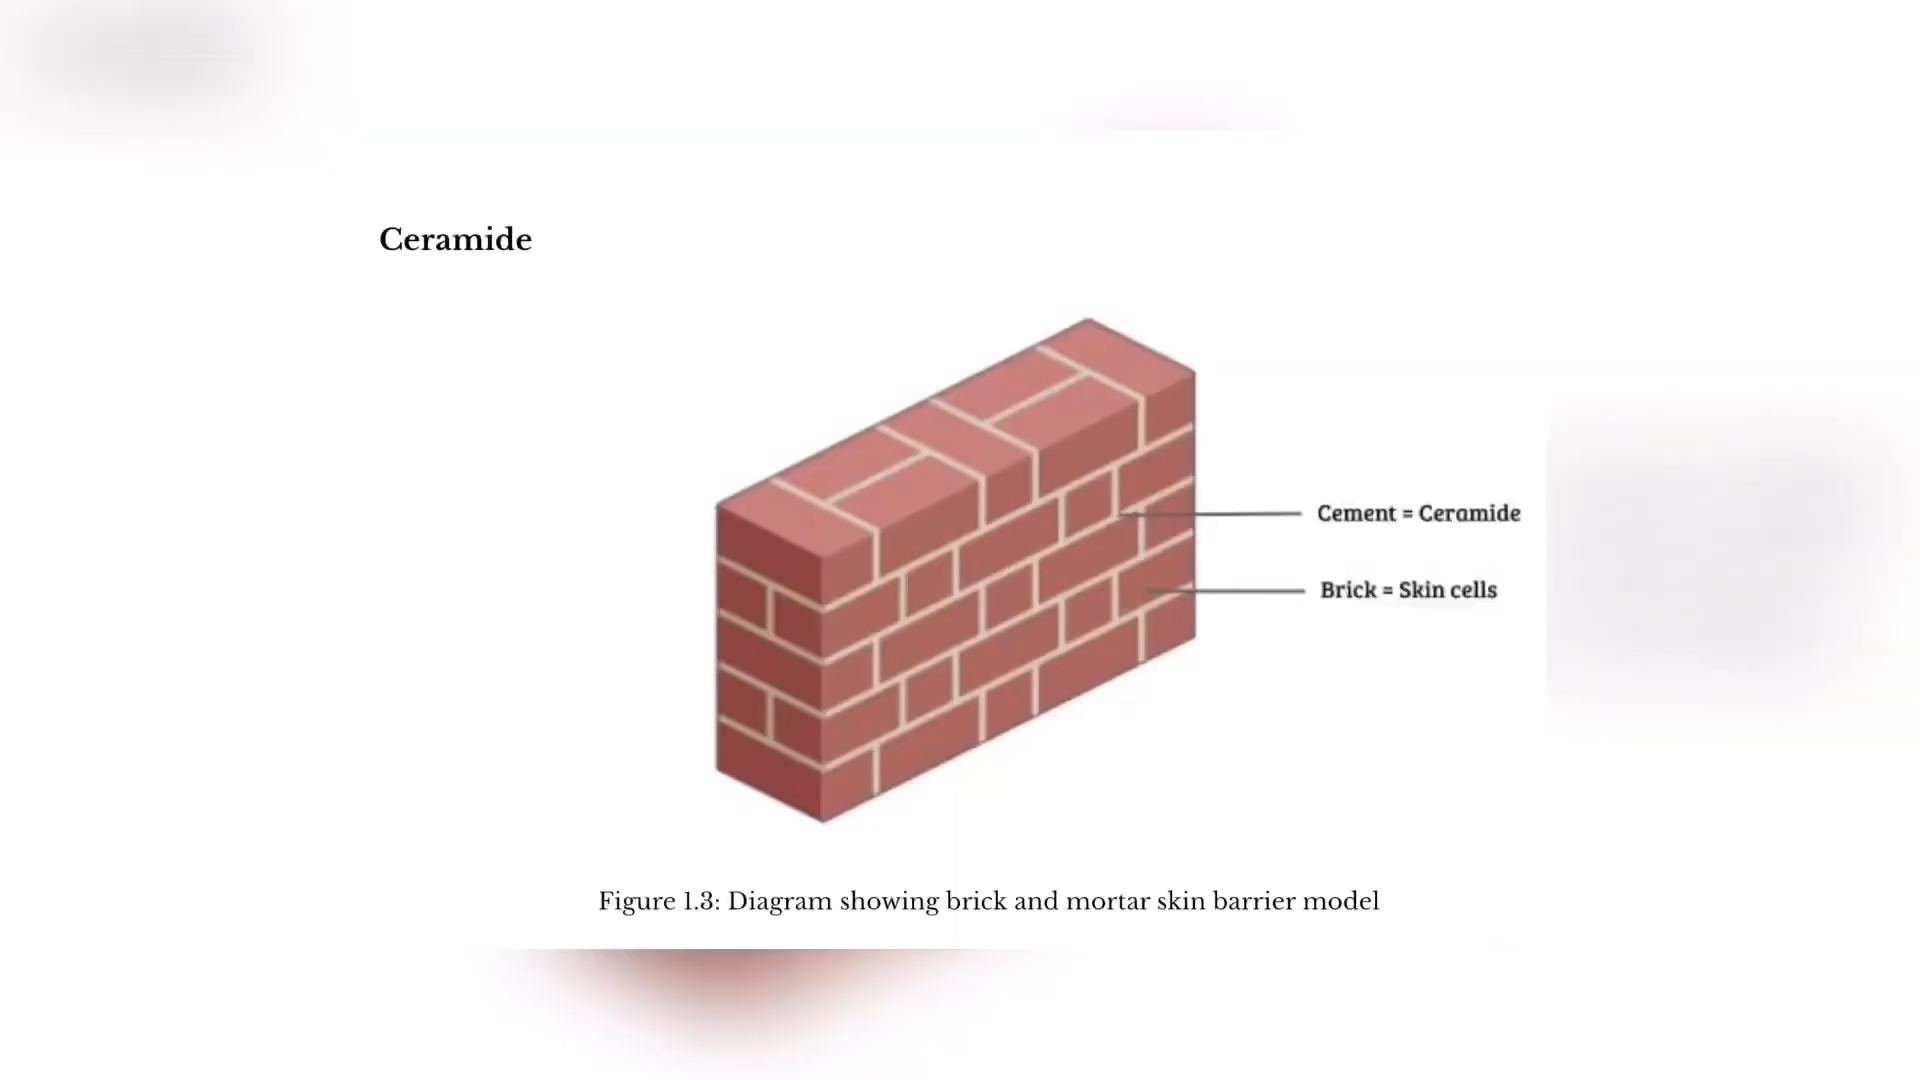 Ceramide
Cement = Ceramide
Brick = Skin cells
Figure 1.3: Diagram showing brick and mortar skin barrier model